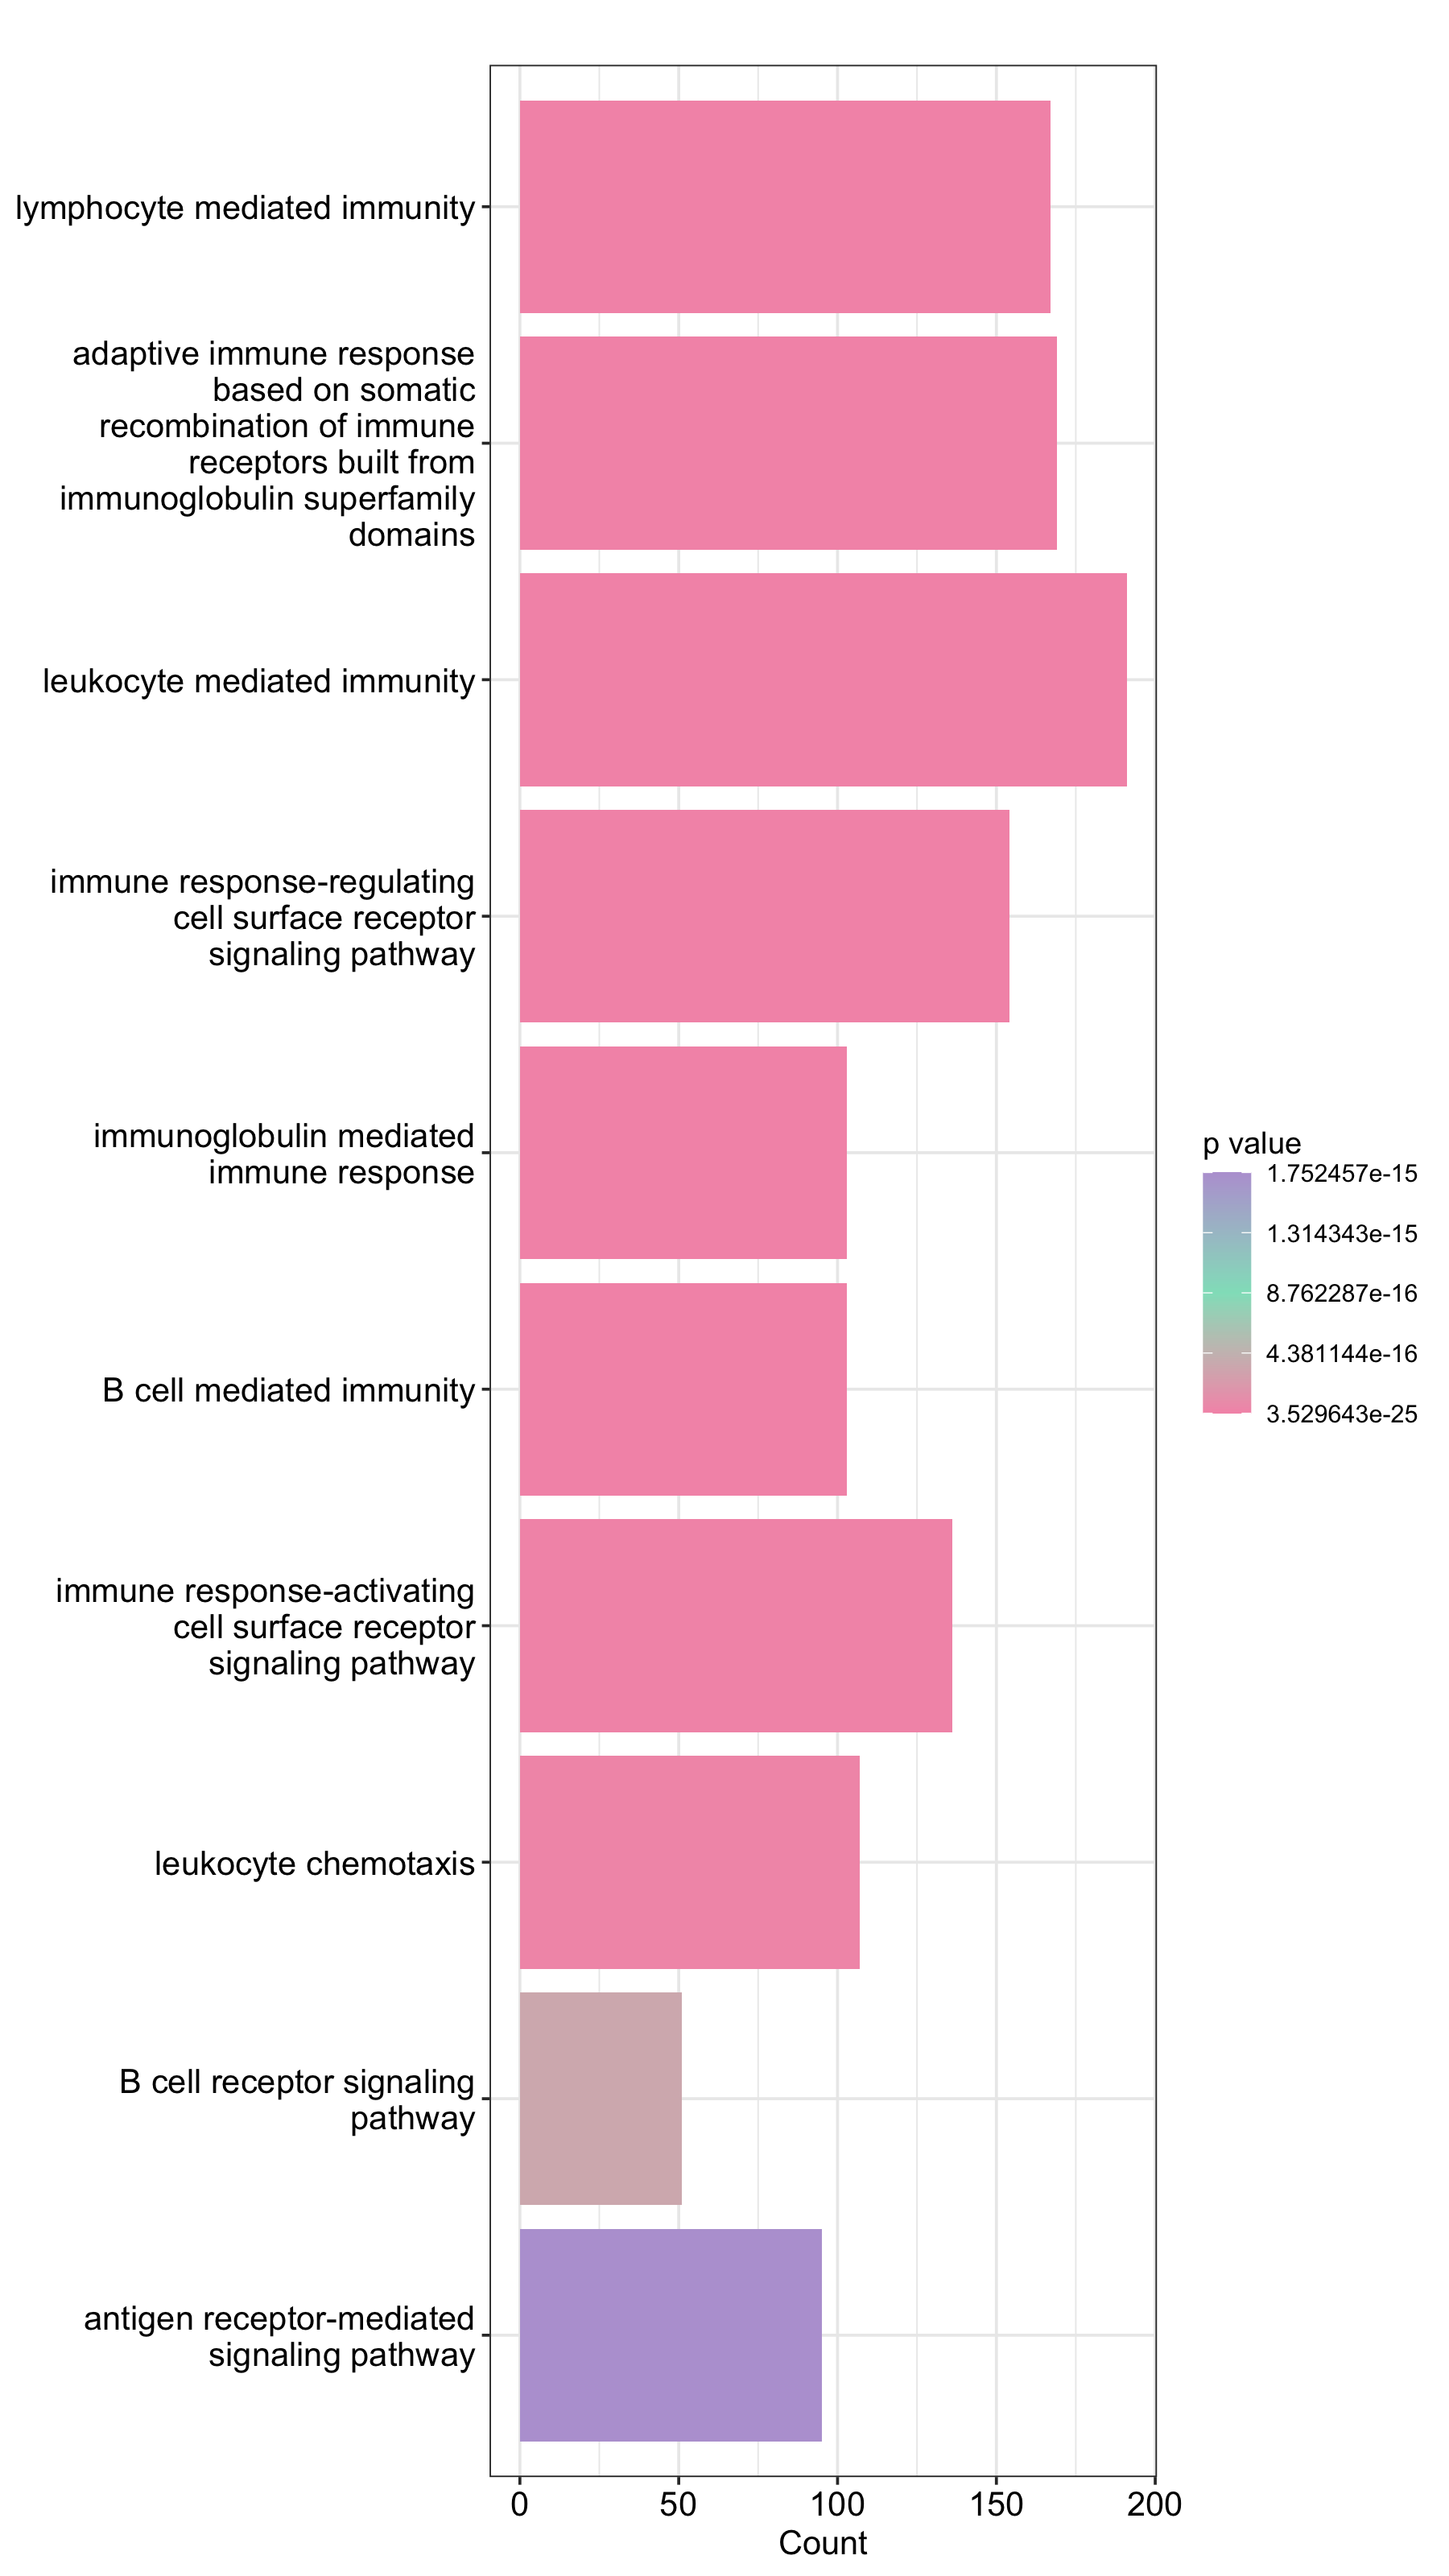 lymphocyte mediated immunity
adaptive immune response
based on somatic
recombination of immune
receptors built from
immunoglobulin superfamily
domains
leukocyte mediated immunity
immune response-regulating
cell surface receptor
signaling pathway
immunoglobulin mediated
immune response
B cell mediated immunity
immune response-activating
cell surface receptor
signaling pathway
leukocyte chemotaxis
B cell receptor signaling
pathway
antigen receptor-mediated
signaling pathway
0 50 100 150 200
Count
p value
1.752457e-15
1.314343e-15
8.762287e-16
4.381144e-16
3.529643e-25